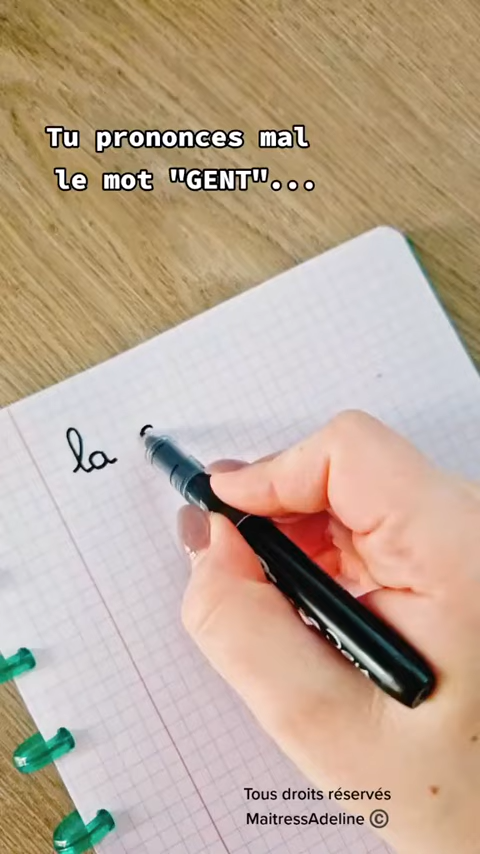 Tu prononces mal
le mot "GENT"...
la
Tous droits réservés
MaitressAdeline ©